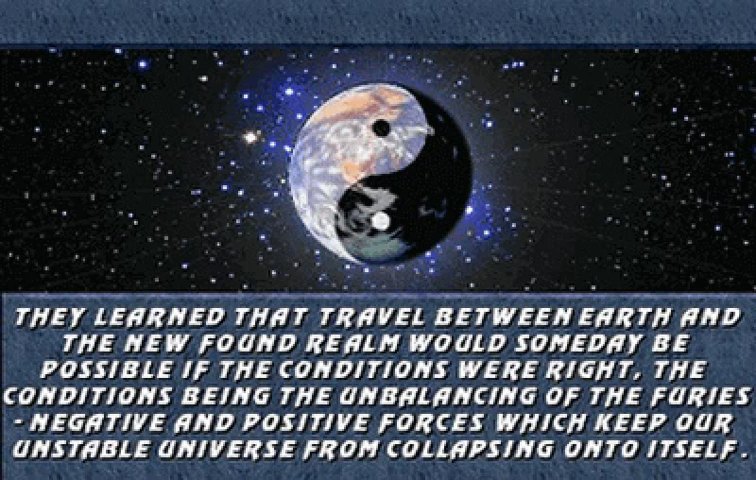 THEY LEARNED THAT TRAVEL BETWEEN EARTH AND
THE NEW FOUND REALM WOULD SOMEDAY BE
POSSIBLE IF THE CONDITIONS WERE RIGHT, THE
CONDITIONS BEING THE UNBALANCING OF THE FURIES
- NEGATIVE AND POSITIVE FORCES WHICH KEEP OUR
UNSTABLE UNIVERSE FROM COLLAPSING ONTO ITSELF.